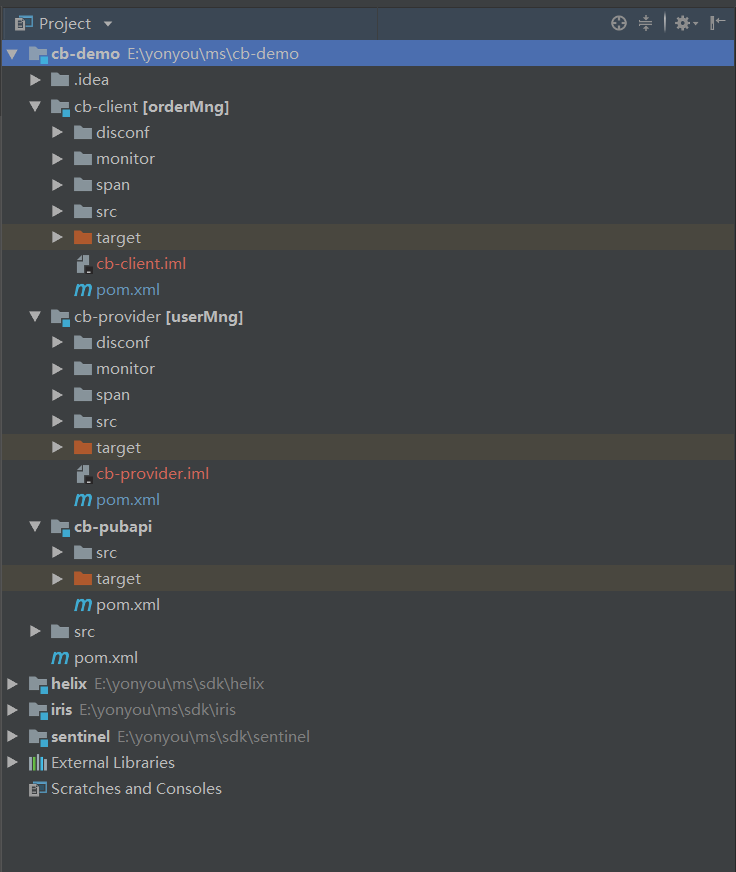 Project
cb-demo E:\yonyou\ms\cb-demo
.idea
cb-client [orderMng]
disconf
monitor
span
src
target
cb-client.iml
pom.xml
cb-provider [userMng]
disconf
monitor
span
src
target
cb-provider.iml
pom.xml
cb-pubapi
src
target
pom.xml
src
pom.xml
helix E:\yonyou\ms\sdk\helix
iris E:\yonyou\ms\sdk\iris
sentinel E:\yonyou\ms\sdk\sentinel
External Libraries
Scratches and Consoles